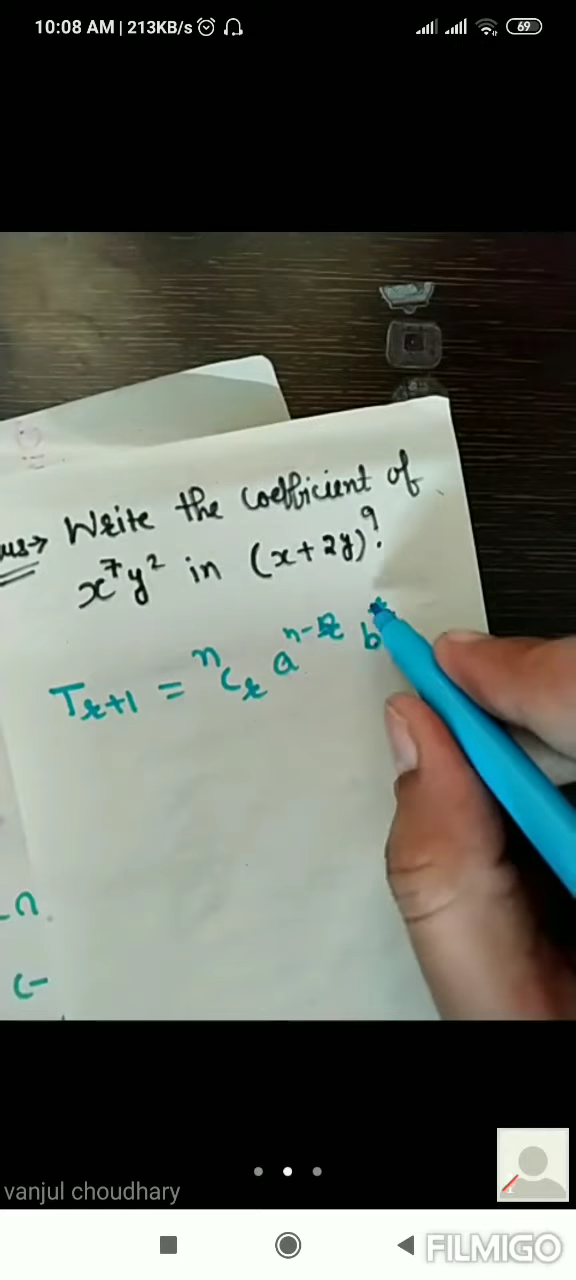 10:08 AM | 213KB/s
69
Write the coefficient of
x⁷y² in (x+2y)⁹?
Tr+1 = ⁿCr aⁿ⁻ʳ b
vanjul choudhary
FILMIGO